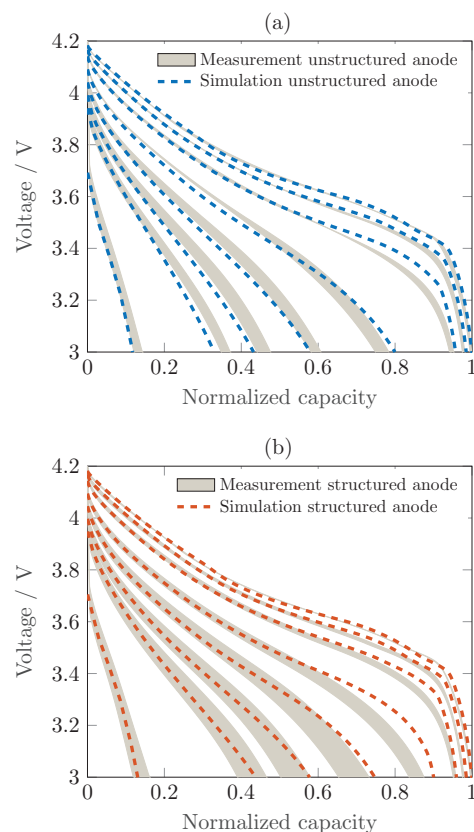 (a)
4.2
Measurement unstructured anode
Simulation unstructured anode
4
3.8
3.6
3.4
3.2
3
Voltage / V
0 0.2 0.4 0.6 0.8 1
Normalized capacity
(b)
4.2
Measurement structured anode
Simulation structured anode
4
3.8
3.6
3.4
3.2
3
Voltage / V
0 0.2 0.4 0.6 0.8 1
Normalized capacity